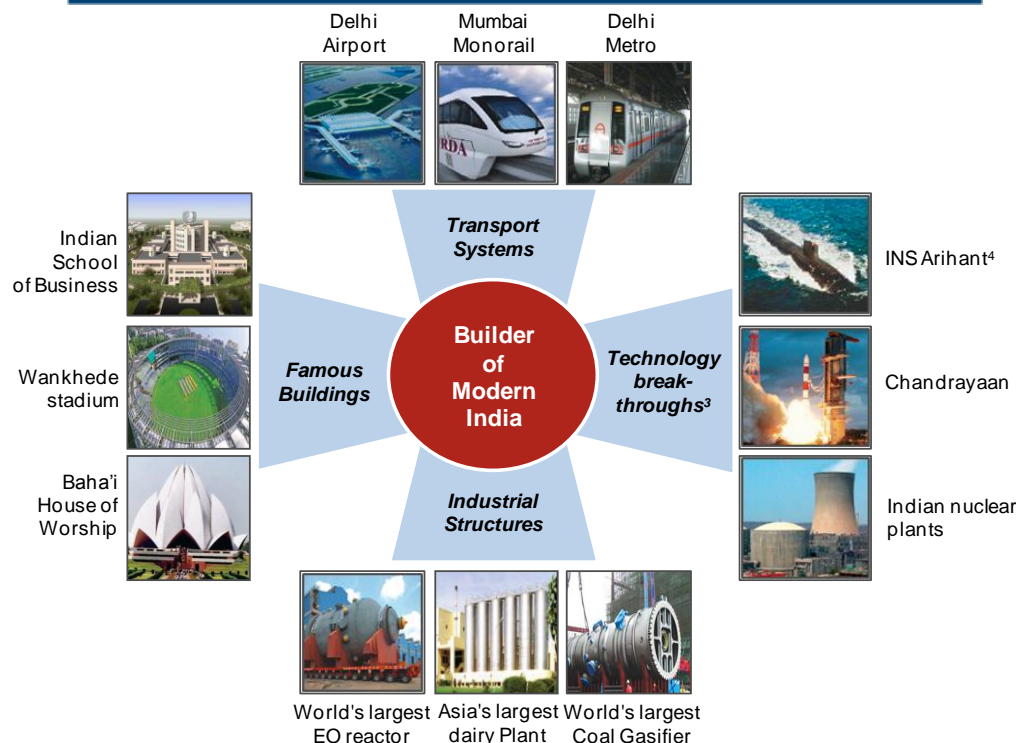 Delhi
Airport
Mumbai
Monorail
Delhi
Metro
RDA
Transport
Systems
Indian
School
of Business
Wankhede
stadium
Baha'i
House of
Worship
Famous
Buildings
Builder
of
Modern
India
Technology
break-
throughs³
INS Arihant⁴
Chandrayaan
Indian nuclear
plants
Industrial
Structures
World's largest
EO reactor
Asia's largest
dairy Plant
World's largest
Coal Gasifier